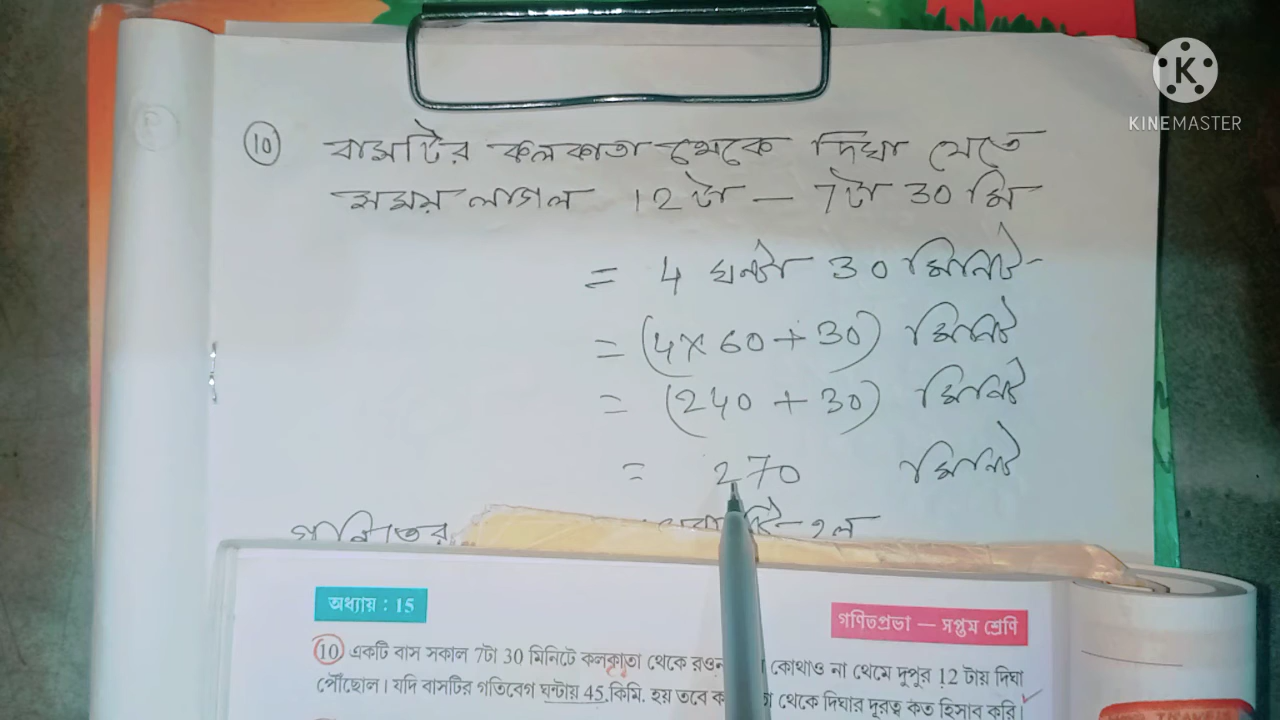 K
KINEMASTER
10 বাসটির কলকাতা থেকে দিঘা যেতে
সময় লাগল 12 টা — 7টা 30 মি
= 4 ঘন্টা 30 মিনিট
= (4 × 60 + 30) মিনিট
= (240 + 30) মিনিট
= 270 মিনিট
গণিতের
অধ্যায় : 15
গণিতপ্রভা — সপ্তম শ্রেণি
10 একটি বাস সকাল 7টা 30 মিনিটে কলকাতা থেকে কোথাও না থেমে দুপুর 12 টায় দিঘা
পৌঁছোল। যদি বাসটির গতিবেগ ঘন্টায় 45 কিমি. হয় তবে থেকে দিঘার দূরত্ব কত হিসাব করি।